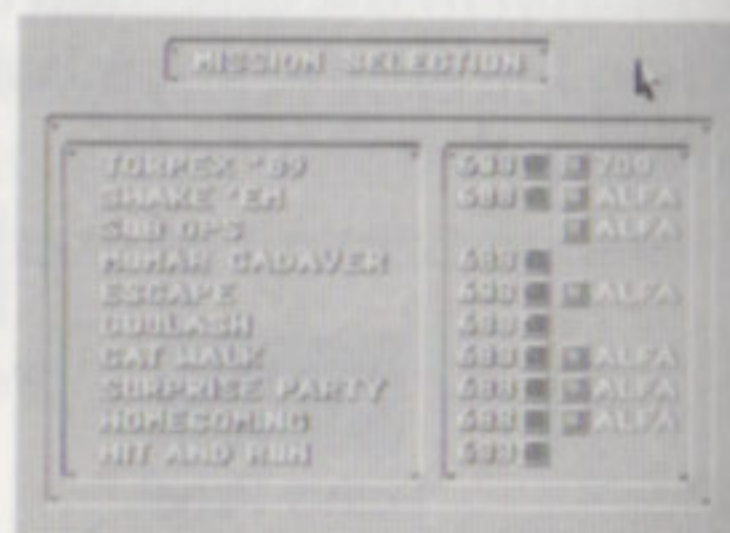 MISSION SELECTION
TORPEX '89 688
SHAKE 'EM 688 ALFA
SUB OPS ALFA
MUMAR CADAVER 688
ESCAPE 688 ALFA
GOULASH 688
CAT WALK 688 ALFA
SURPRISE PARTY 688 ALFA
HOMECOMING 688 ALFA
HIT AND RUN 688